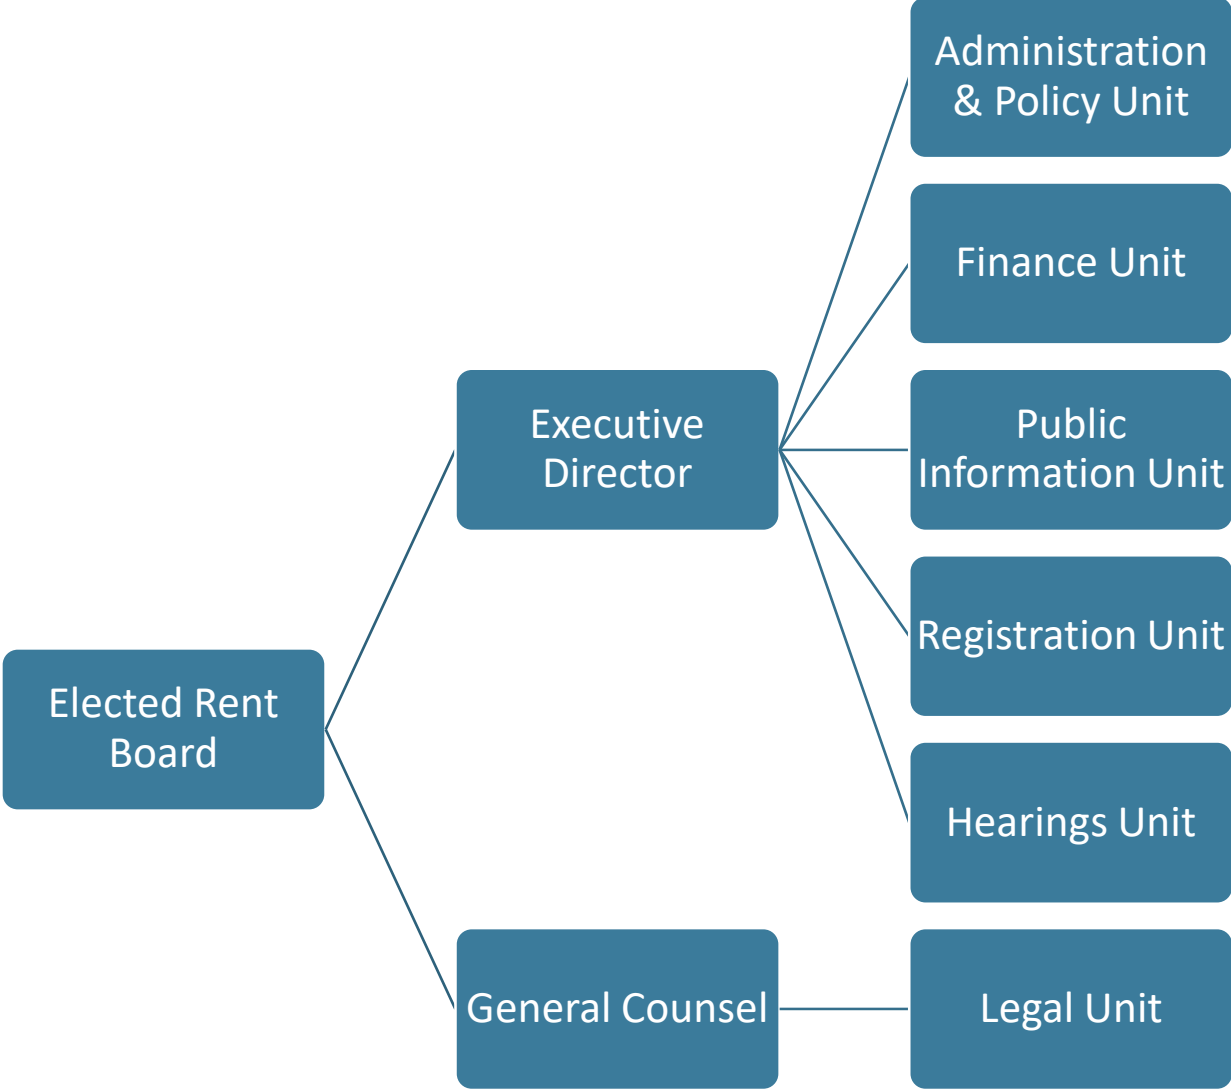 Administration
& Policy Unit
Finance Unit
Executive
Director
Public
Information Unit
Registration Unit
Elected Rent
Board
Hearings Unit
General Counsel
Legal Unit